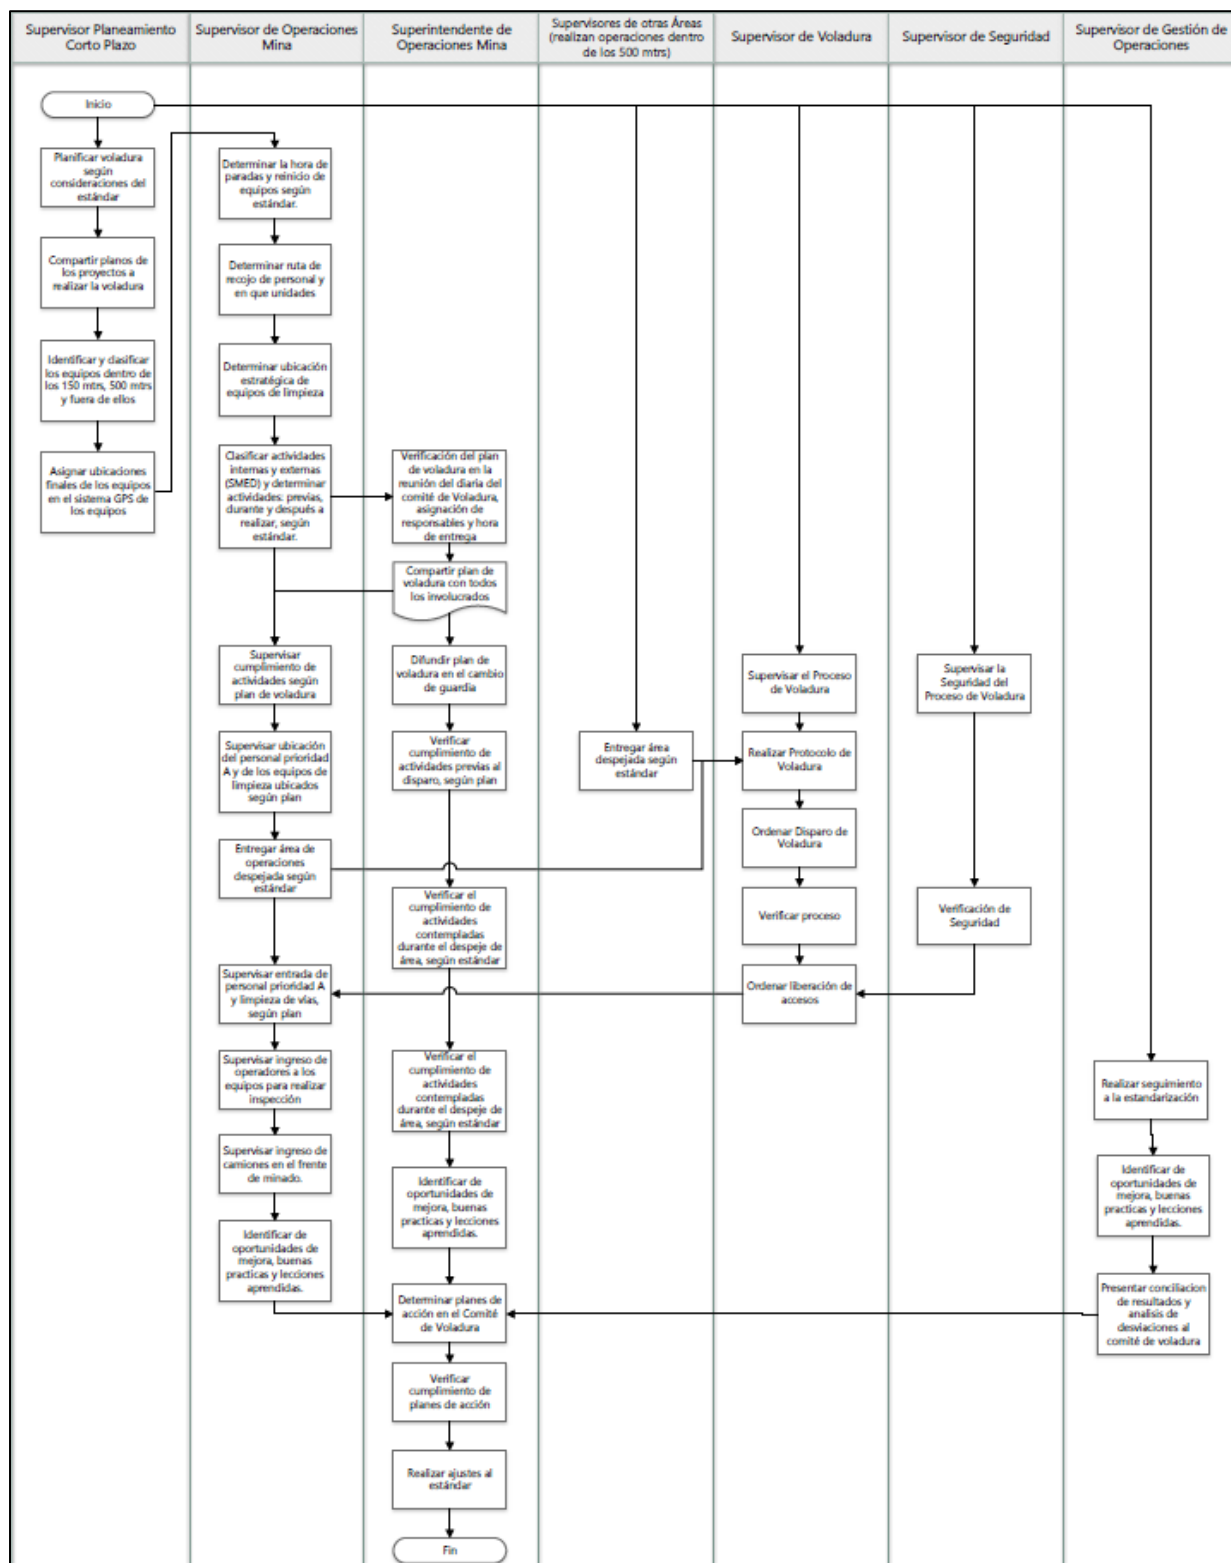 Supervisor Planeamiento
Corto Plazo
Supervisor de Operaciones
Mina
Superintendente de
Operaciones Mina
Supervisores de otras Áreas
(realizan operaciones dentro
de los 500 mtrs)
Supervisor de Voladura
Supervisor de Seguridad
Supervisor de Gestión de
Operaciones
Inicio
Planificar voladura
según
consideraciones del
estándar
Compartir planos de
los proyectos a
realizar la voladura
Identificar y clasificar
los equipos dentro de
los 150 mtrs, 500 mtrs
y fuera de ellos
Asignar ubicaciones
finales de los equipos
en el sistema GPS de
los equipos
Determinar la hora de
paradas y reinicio de
equipos según
estándar.
Determinar ruta de
recojo de personal y
en que unidades
Determinar ubicación
estratégica de
equipos de limpieza
Clasificar actividades
internas y externas
(SMED) y determinar
actividades: previas,
durante y después a
realizar, según
estándar.
Supervisar
cumplimiento de
actividades según
plan de voladura
Supervisar ubicación
del personal prioridad
A y de los equipos de
limpieza ubicados
según plan
Entregar área de
operaciones
despejada según
estándar
Supervisar entrada de
personal prioridad A
y limpieza de vías,
según plan
Supervisar ingreso de
operadores a los
equipos para realizar
inspección
Supervisar ingreso de
camiones en el frente
de minado.
Identificar de
oportunidades de
mejora, buenas
practicas y lecciones
aprendidas.
Verificación del plan
de voladura en la
reunión del diaria del
comité de Voladura,
asignación de
responsables y hora
de entrega
Compartir plan de
voladura con todos
los involucrados
Difundir plan de
voladura en el cambio
de guardia
Verificar
cumplimiento de
actividades previas al
disparo, según plan
Verificar el
cumplimiento de
actividades
contempladas
durante el despeje de
área, según estándar
Verificar el
cumplimiento de
actividades
contempladas
durante el despeje de
área, según estándar
Identificar de
oportunidades de
mejora, buenas
practicas y lecciones
aprendidas.
Determinar planes de
acción en el Comité
de Voladura
Verificar
cumplimiento de
planes de acción
Realizar ajustes al
estándar
Fin
Entregar área
despejada según
estándar
Supervisar el Proceso
de Voladura
Realizar Protocolo de
Voladura
Ordenar Disparo de
Voladura
Verificar proceso
Ordenar liberación de
accesos
Supervisar la
Seguridad del
Proceso de Voladura
Verificación de
Seguridad
Realizar seguimiento
a la estandarización
Identificar de
oportunidades de
mejora, buenas
practicas y lecciones
aprendidas.
Presentar conciliacion
de resultados y
analisis de
desviaciones al
comité de voladura